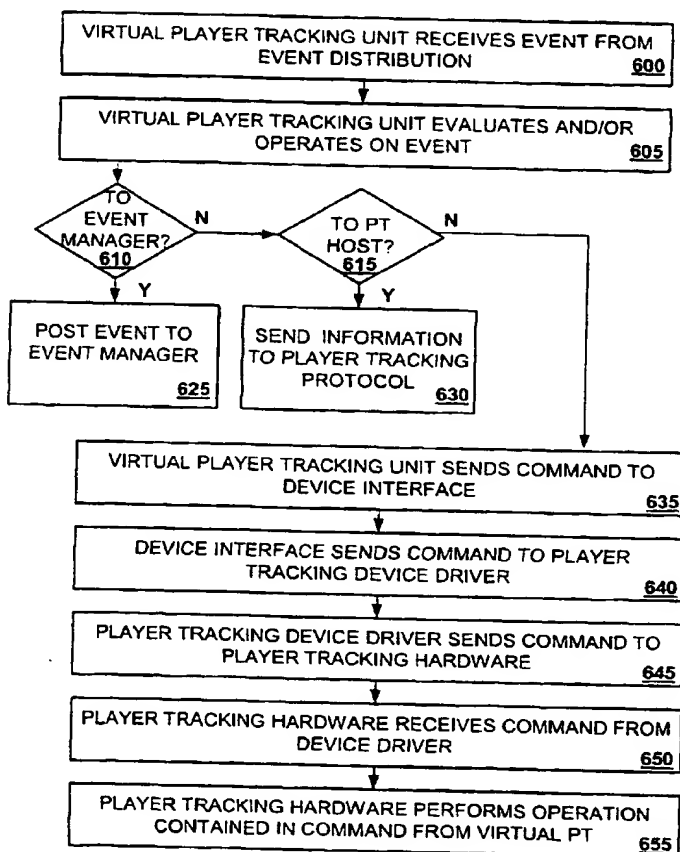 VIRTUAL PLAYER TRACKING UNIT RECEIVES EVENT FROM
EVENT DISTRIBUTION
600
VIRTUAL PLAYER TRACKING UNIT EVALUATES AND/OR
OPERATES ON EVENT
605
TO
EVENT
MANAGER?
610
N
TO PT
HOST?
615
N
Y
Y
POST EVENT TO
EVENT MANAGER
625
SEND INFORMATION
TO PLAYER TRACKING
PROTOCOL
630
VIRTUAL PLAYER TRACKING UNIT SENDS COMMAND TO
DEVICE INTERFACE
635
DEVICE INTERFACE SENDS COMMAND TO PLAYER
TRACKING DEVICE DRIVER
640
PLAYER TRACKING DEVICE DRIVER SENDS COMMAND TO
PLAYER TRACKING HARDWARE
645
PLAYER TRACKING HARDWARE RECEIVES COMMAND FROM
DEVICE DRIVER
650
PLAYER TRACKING HARDWARE PERFORMS OPERATION
CONTAINED IN COMMAND FROM VIRTUAL PT
655